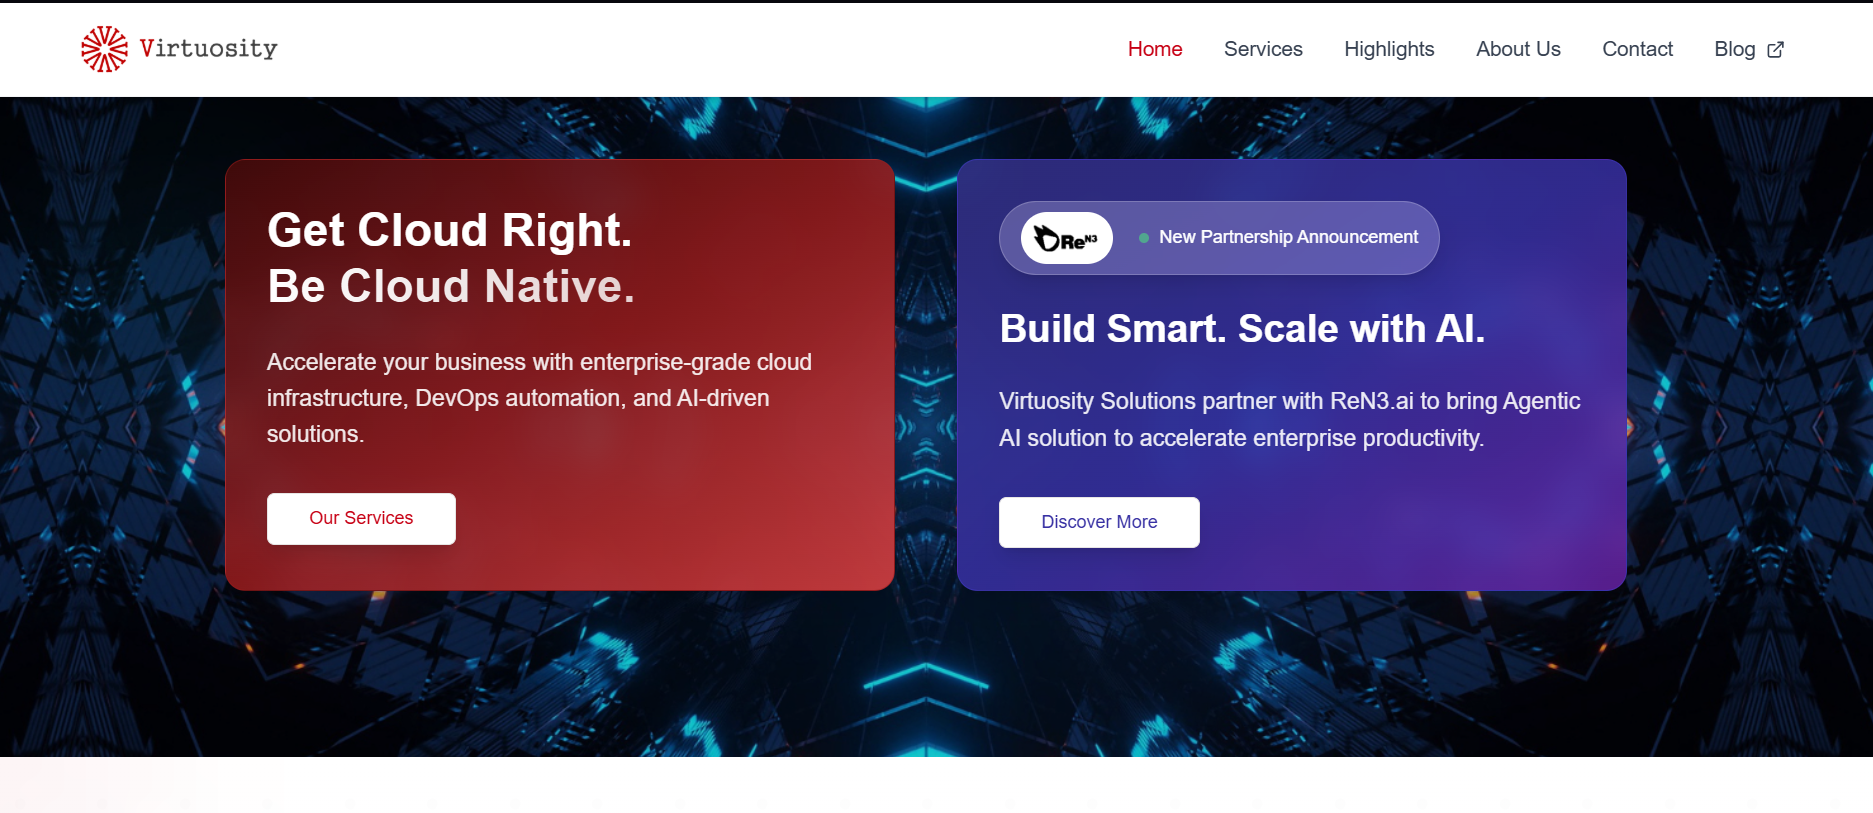 Virtuosity
Home
Services
Highlights
About Us
Contact
Blog
Get Cloud Right.
Be Cloud Native.
Accelerate your business with enterprise-grade cloud
infrastructure, DevOps automation, and AI-driven
solutions.
Our Services
ReN3
New Partnership Announcement
Build Smart. Scale with AI.
Virtuosity Solutions partner with ReN3.ai to bring Agentic
AI solution to accelerate enterprise productivity.
Discover More